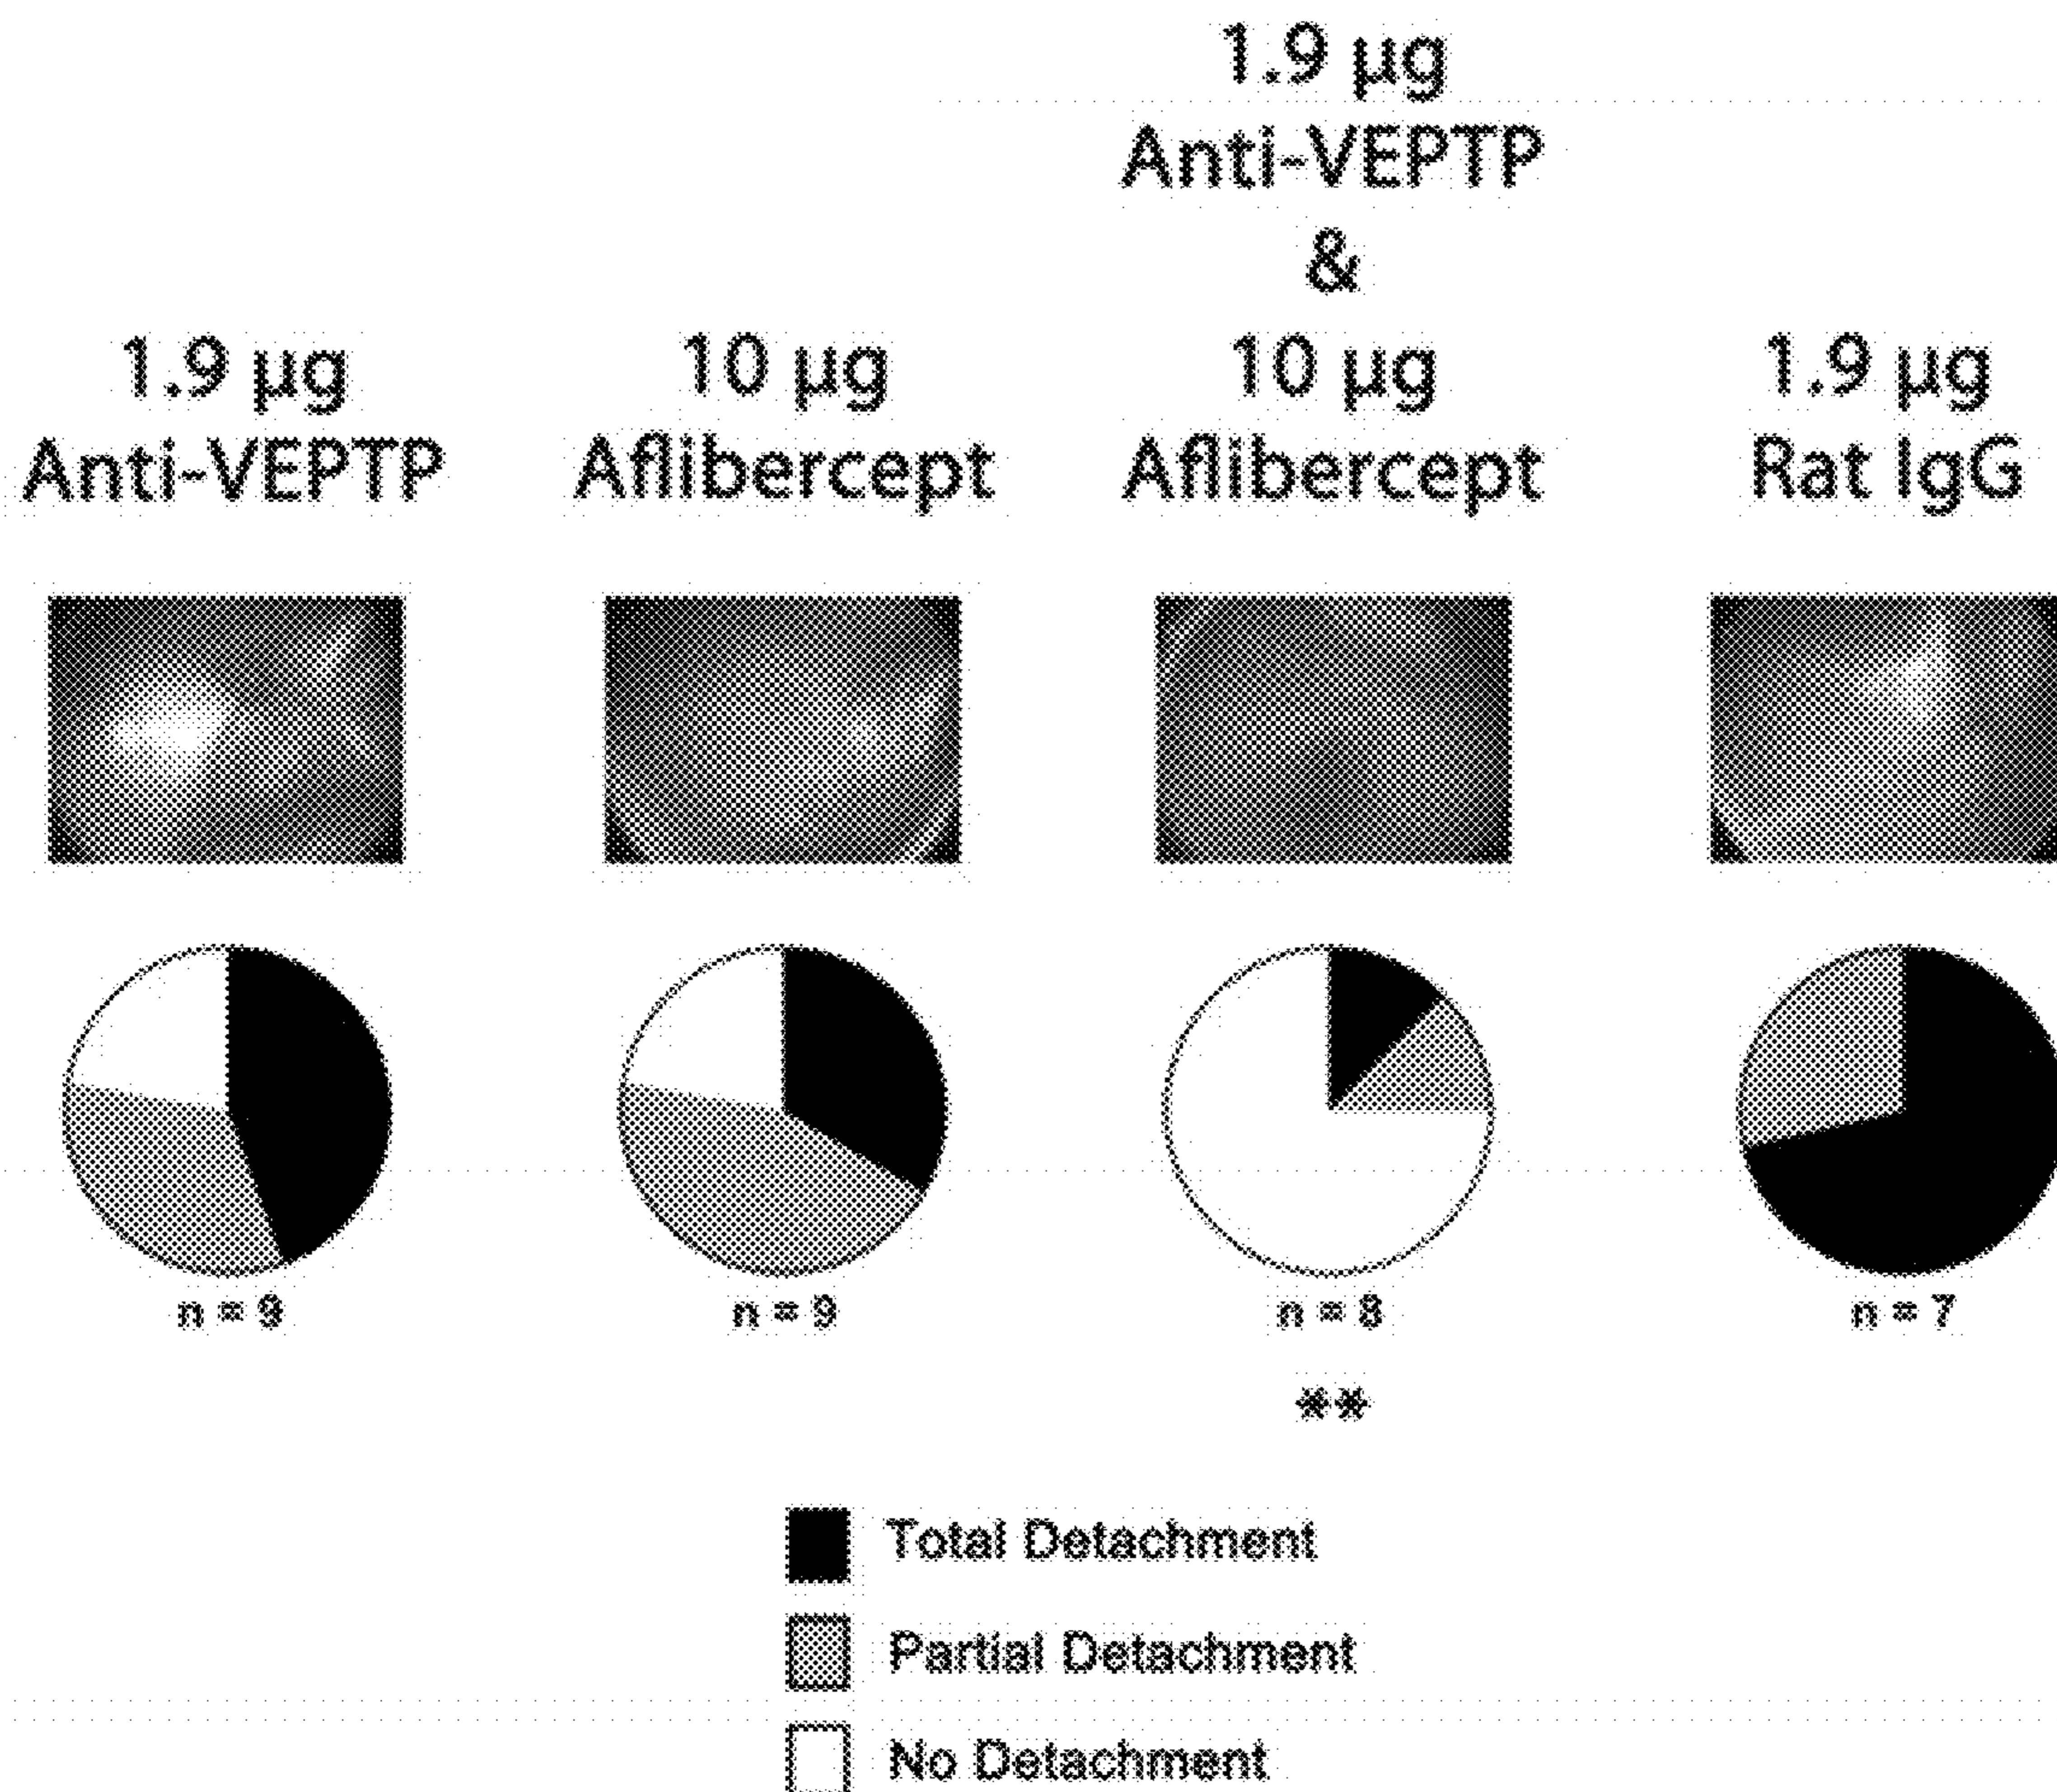 1.9 µg
Anti-VEPTP
&
1.9 µg
Anti-VEPTP
10 µg
Aflibercept
10 µg
Aflibercept
1.9 µg
Rat IgG
n = 9
n = 9
n = 8
n = 7
**
Total Detachment
Partial Detachment
No Detachment